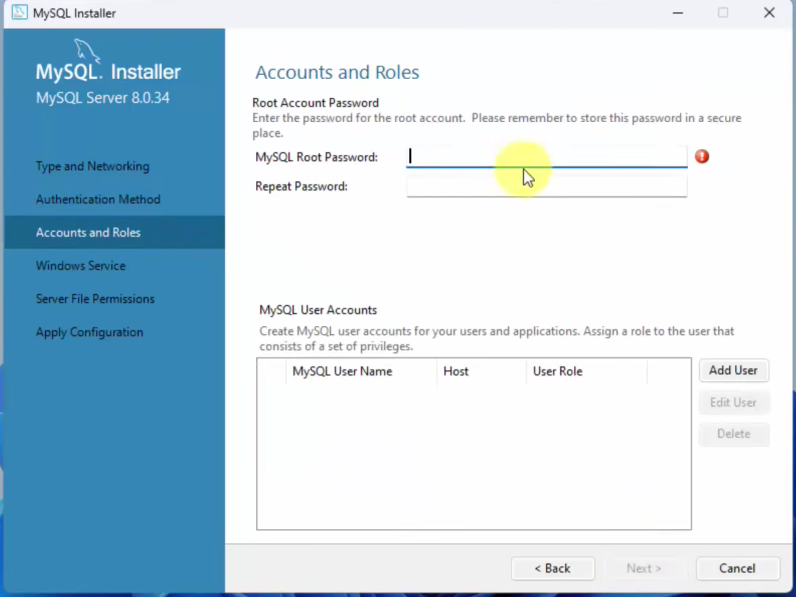 MySQL Installer
MySQL. Installer
MySQL Server 8.0.34
Type and Networking
Authentication Method
Accounts and Roles
Windows Service
Server File Permissions
Apply Configuration
Accounts and Roles
Root Account Password
Enter the password for the root account. Please remember to store this password in a secure
place.
MySQL Root Password:
Repeat Password:
MySQL User Accounts
Create MySQL user accounts for your users and applications. Assign a role to the user that
consists of a set of privileges.
MySQL User Name Host User Role
Add User
Edit User
Delete
< Back Next > Cancel